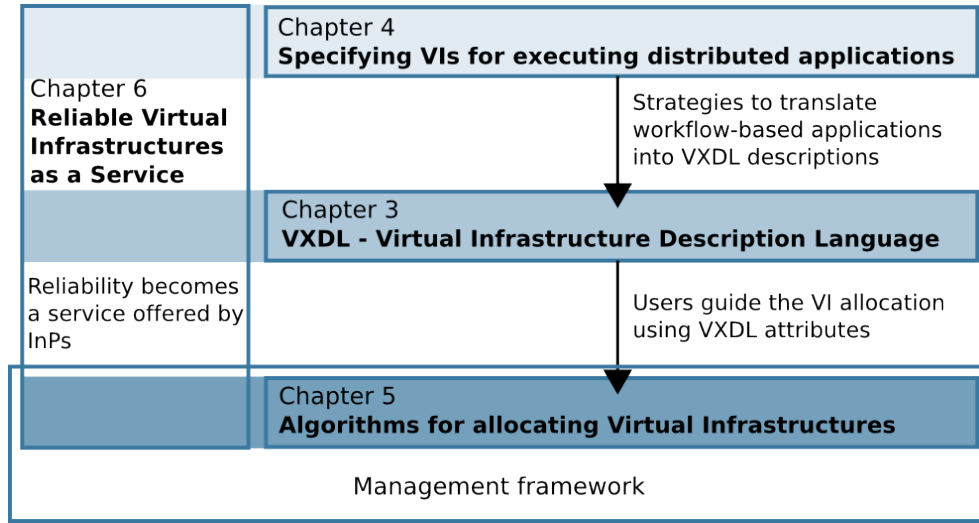 Chapter 4
Specifying VIs for executing distributed applications
Chapter 6
Reliable Virtual
Infrastructures
as a Service
Strategies to translate
workflow-based applications
into VXDL descriptions
Chapter 3
VXDL - Virtual Infrastructure Description Language
Reliability becomes
a service offered by
InPs
Users guide the VI allocation
using VXDL attributes
Chapter 5
Algorithms for allocating Virtual Infrastructures
Management framework